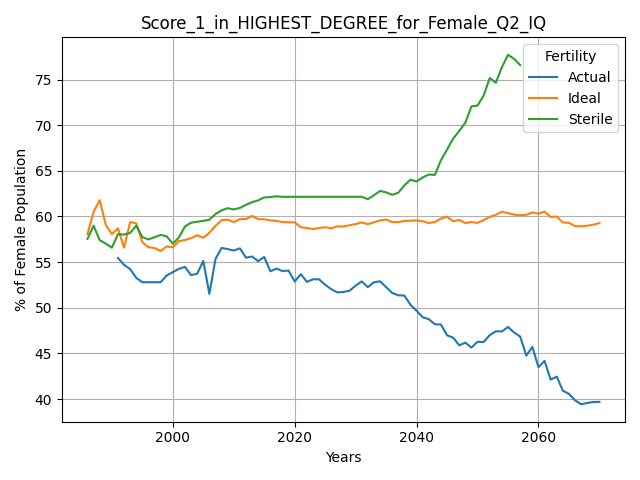 Score_1_in_HIGHEST_DEGREE_for_Female_Q2_IQ
Fertility
Actual
Ideal
Sterile
% of Female Population
75
70
65
60
55
50
45
40
2000
2020
2040
2060
Years